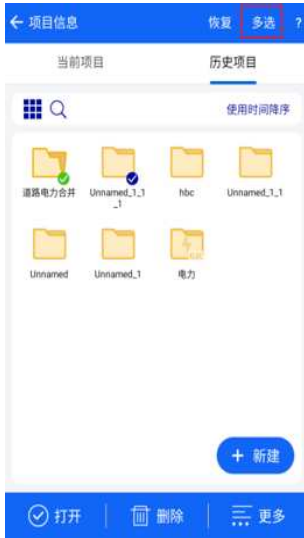 ← 项目信息 恢复 多选 ?
当前项目 历史项目
使用时间降序
道路电力合并 Unnamed_1_1_1 hbc Unnamed_1_1
Unnamed Unnamed_1 电力
+ 新建
打开 删除 更多